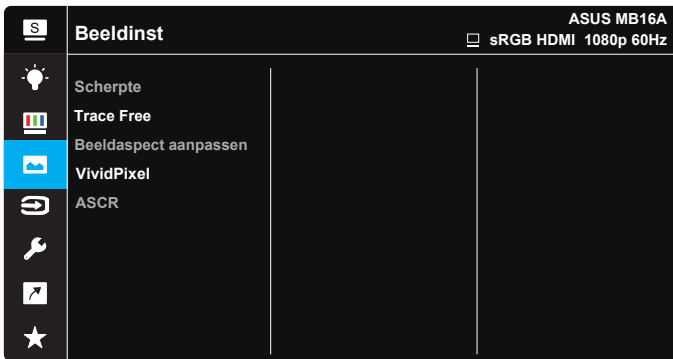 S
Beeldinst
ASUS MB16A
sRGB HDMI 1080p 60Hz
Scherpte
Trace Free
Beeldaspect aanpassen
VividPixel
ASCR